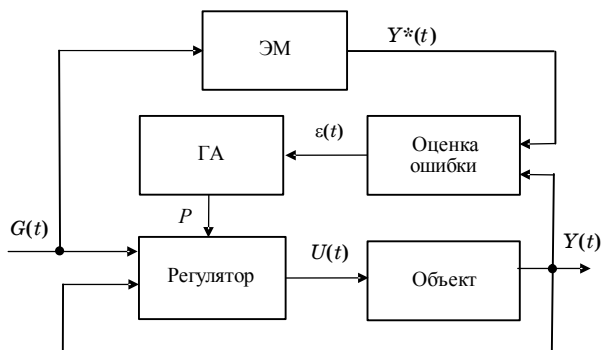 ЭМ
Y*(t)
ГА
ε(t)
Оценка
ошибки
P
G(t)
Регулятор
U(t)
Объект
Y(t)